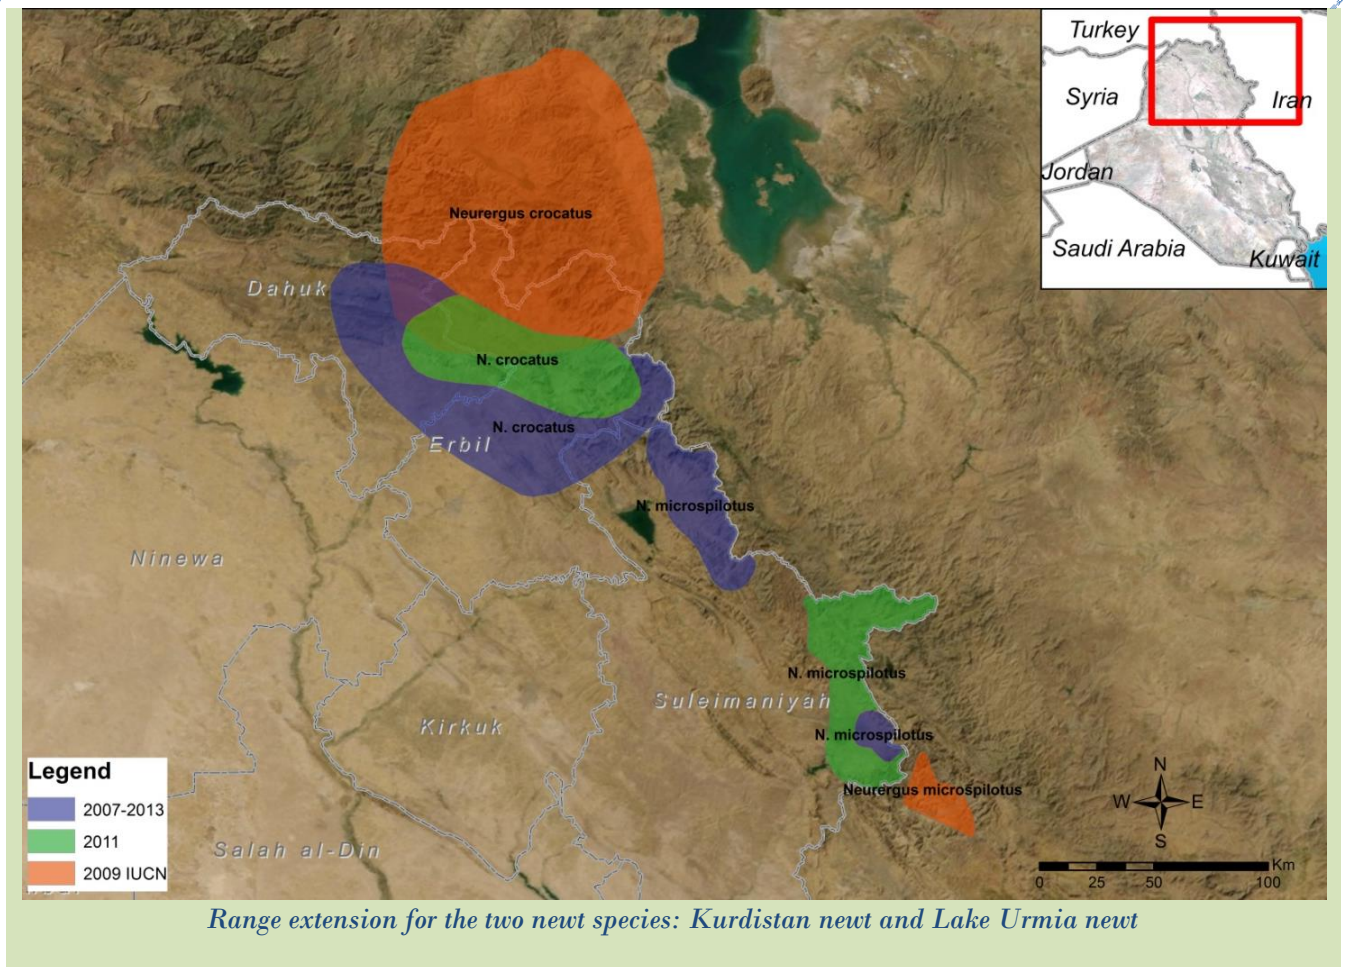 Turkey
Syria
Iran
Jordan
Saudi Arabia
Kuwait
Neurergus crocatus
Dahuk
N. crocatus
N. crocatus
Erbil
N. microspilotus
Ninewa
N. microspilotus
Suleimaniyah
Kirkuk
N. microspilotus
Neurergus microspilotus
Salah al-Din
Legend
2007-2013
2011
2009 IUCN
N
W
E
S
Km
0 25 50 100
Range extension for the two newt species: Kurdistan newt and Lake Urmia newt